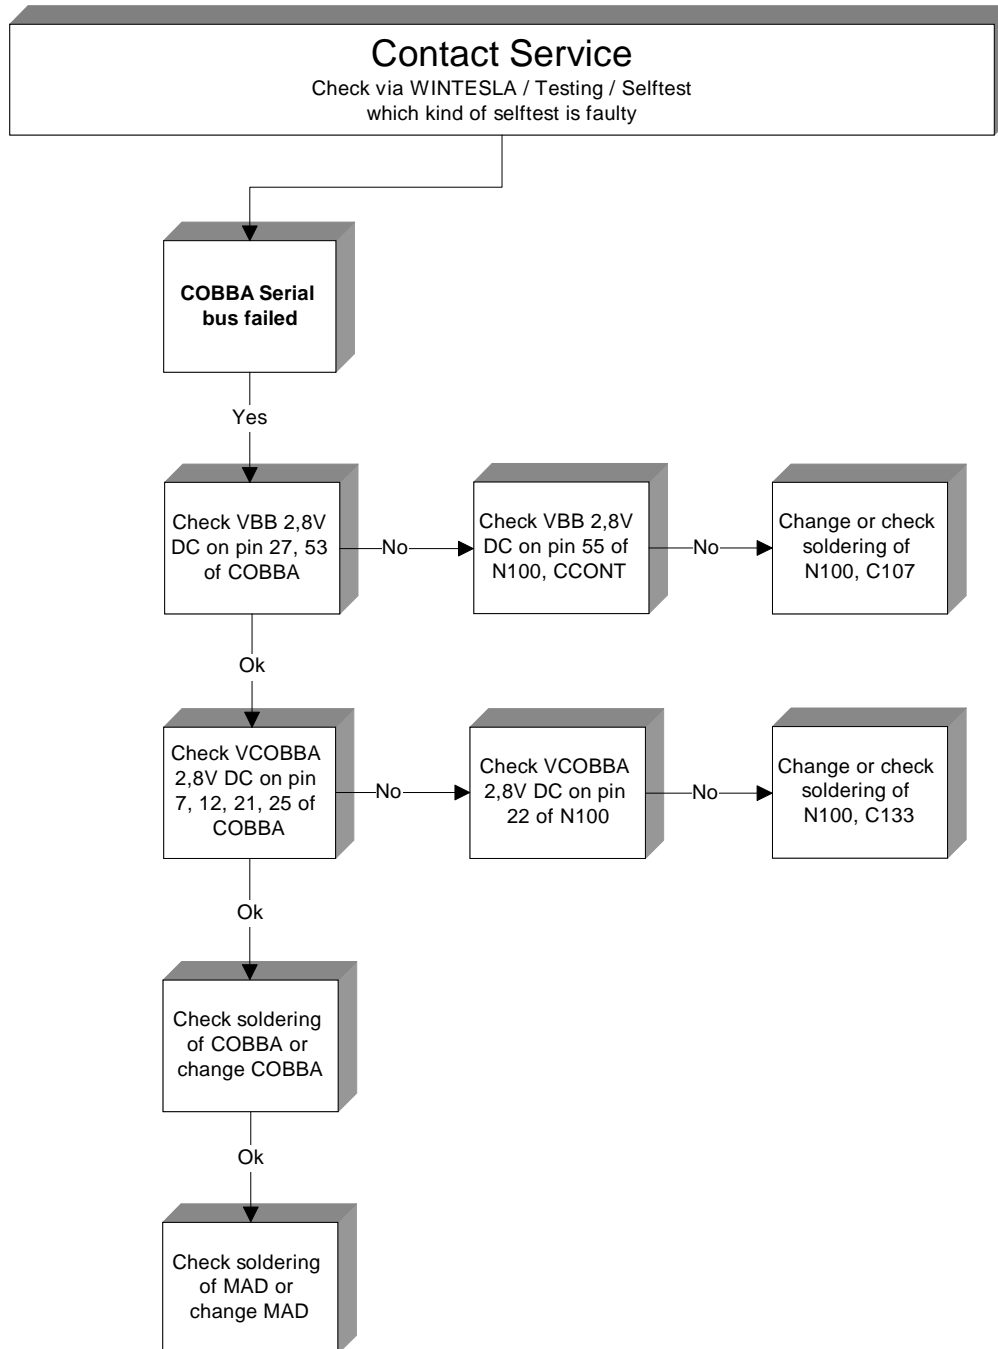 Contact Service
Check via WINTESLA / Testing / Selftest
which kind of selftest is faulty
COBBA Serial
bus failed
Yes
Check VBB 2,8V
DC on pin 27, 53
of COBBA
No
Check VBB 2,8V
DC on pin 55 of
N100, CCONT
No
Change or check
soldering of
N100, C107
Ok
Check VCOBBA
2,8V DC on pin
7, 12, 21, 25 of
COBBA
No
Check VCOBBA
2,8V DC on pin
22 of N100
No
Change or check
soldering of
N100, C133
Ok
Check soldering
of COBBA or
change COBBA
Ok
Check soldering
of MAD or
change MAD